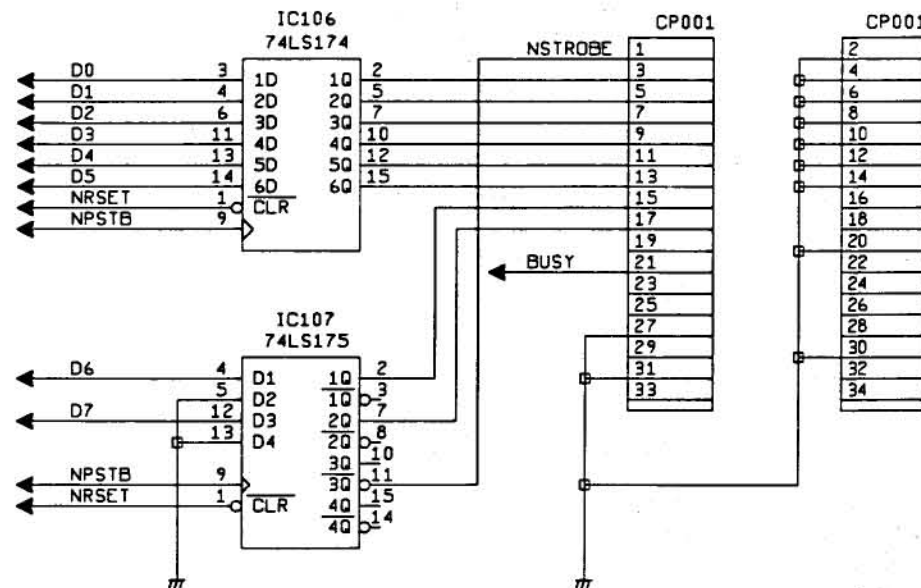 IC106
74LS174
D0 3 1D 1Q 2
D1 4 2D 2Q 5
D2 6 3D 3Q 7
D3 11 4D 4Q 10
D4 13 5D 5Q 12
D5 14 6D 6Q 15
NRSET 1 CLR
NPSTB 9
IC107
74LS175
D6 4 D1 1Q 2
5 D2 1Q 3
D7 12 D3 2Q 7
13 D4 2Q 8
3Q 10
NPSTB 9 3Q 11
NRSET 1 CLR 4Q 15
4Q 14
NSTROBE
BUSY
CP001
1
3
5
7
9
11
13
15
17
19
21
23
25
27
29
31
33
CP001
2
4
6
8
10
12
14
16
18
20
22
24
26
28
30
32
34